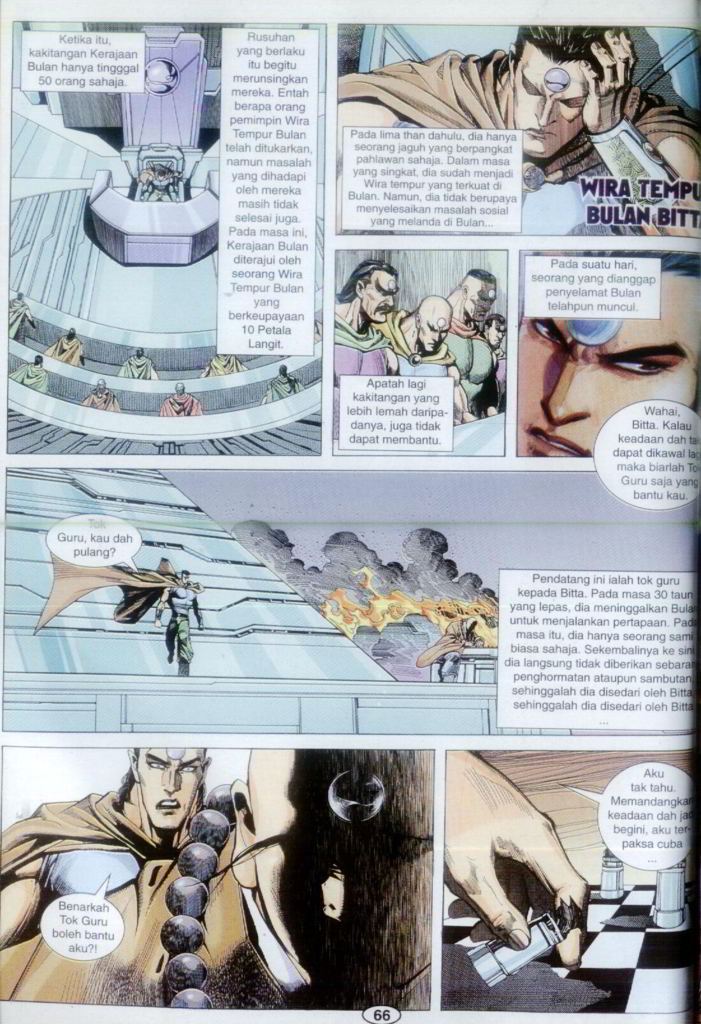 Ketika itu,
kakitangan Kerajaan
Bulan hanya tingggal
50 orang sahaja.
Rusuhan
yang berlaku
itu begitu
merunsingkan
mereka. Entah
berapa orang
pemimpin Wira
Tempur Bulan
telah ditukarkan,
namun masalah
yang dihadapi
oleh mereka
masih tidak
selesai juga.
Pada masa ini,
Kerajaan Bulan
diterajui oleh
seorang Wira
Tempur Bulan
yang
berkeupayaan
10 Petala
Langit.
Pada lima than dahulu, dia hanya
seorang jaguh yang berpangkat
pahlawan sahaja. Dalam masa
yang singkat, dia sudah menjadi
Wira tempur yang terkuat di
Bulan. Namun, dia tidak berupaya
menyelesaikan masalah sosial
yang melanda di Bulan...
WIRA TEMPU
BULAN BITT
Apatah lagi
kakitangan yang
lebih lemah daripa-
danya, juga tidak
dapat membantu.
Pada suatu hari,
seorang yang dianggap
penyelamat Bulan
telahpun muncul.
Wahai,
Bitta. Kalau
keadaan dah ta
dapat dikawal la
maka biarlah To
Guru saja yang
bantu kau.
Tok
Guru, kau dah
pulang?
Pendatang ini ialah tok guru
kepada Bitta. Pada masa 30 taun
yang lepas, dia meninggalkan Bula
untuk menjalankan pertapaan. Pad
masa itu, dia hanya seorang sami
biasa sahaja. Sekembalinya ke sin
dia langsung tidak diberikan sebaran
penghormatan ataupun sambutan,
sehinggalah dia disedari oleh Bitta
sehinggalah dia disedari oleh Bitta
...
Benarkah
Tok Guru
boleh bantu
aku?!
Aku
tak tahu.
Memandangka
keadaan dah ja
begini, aku ter-
paksa cuba
...
66